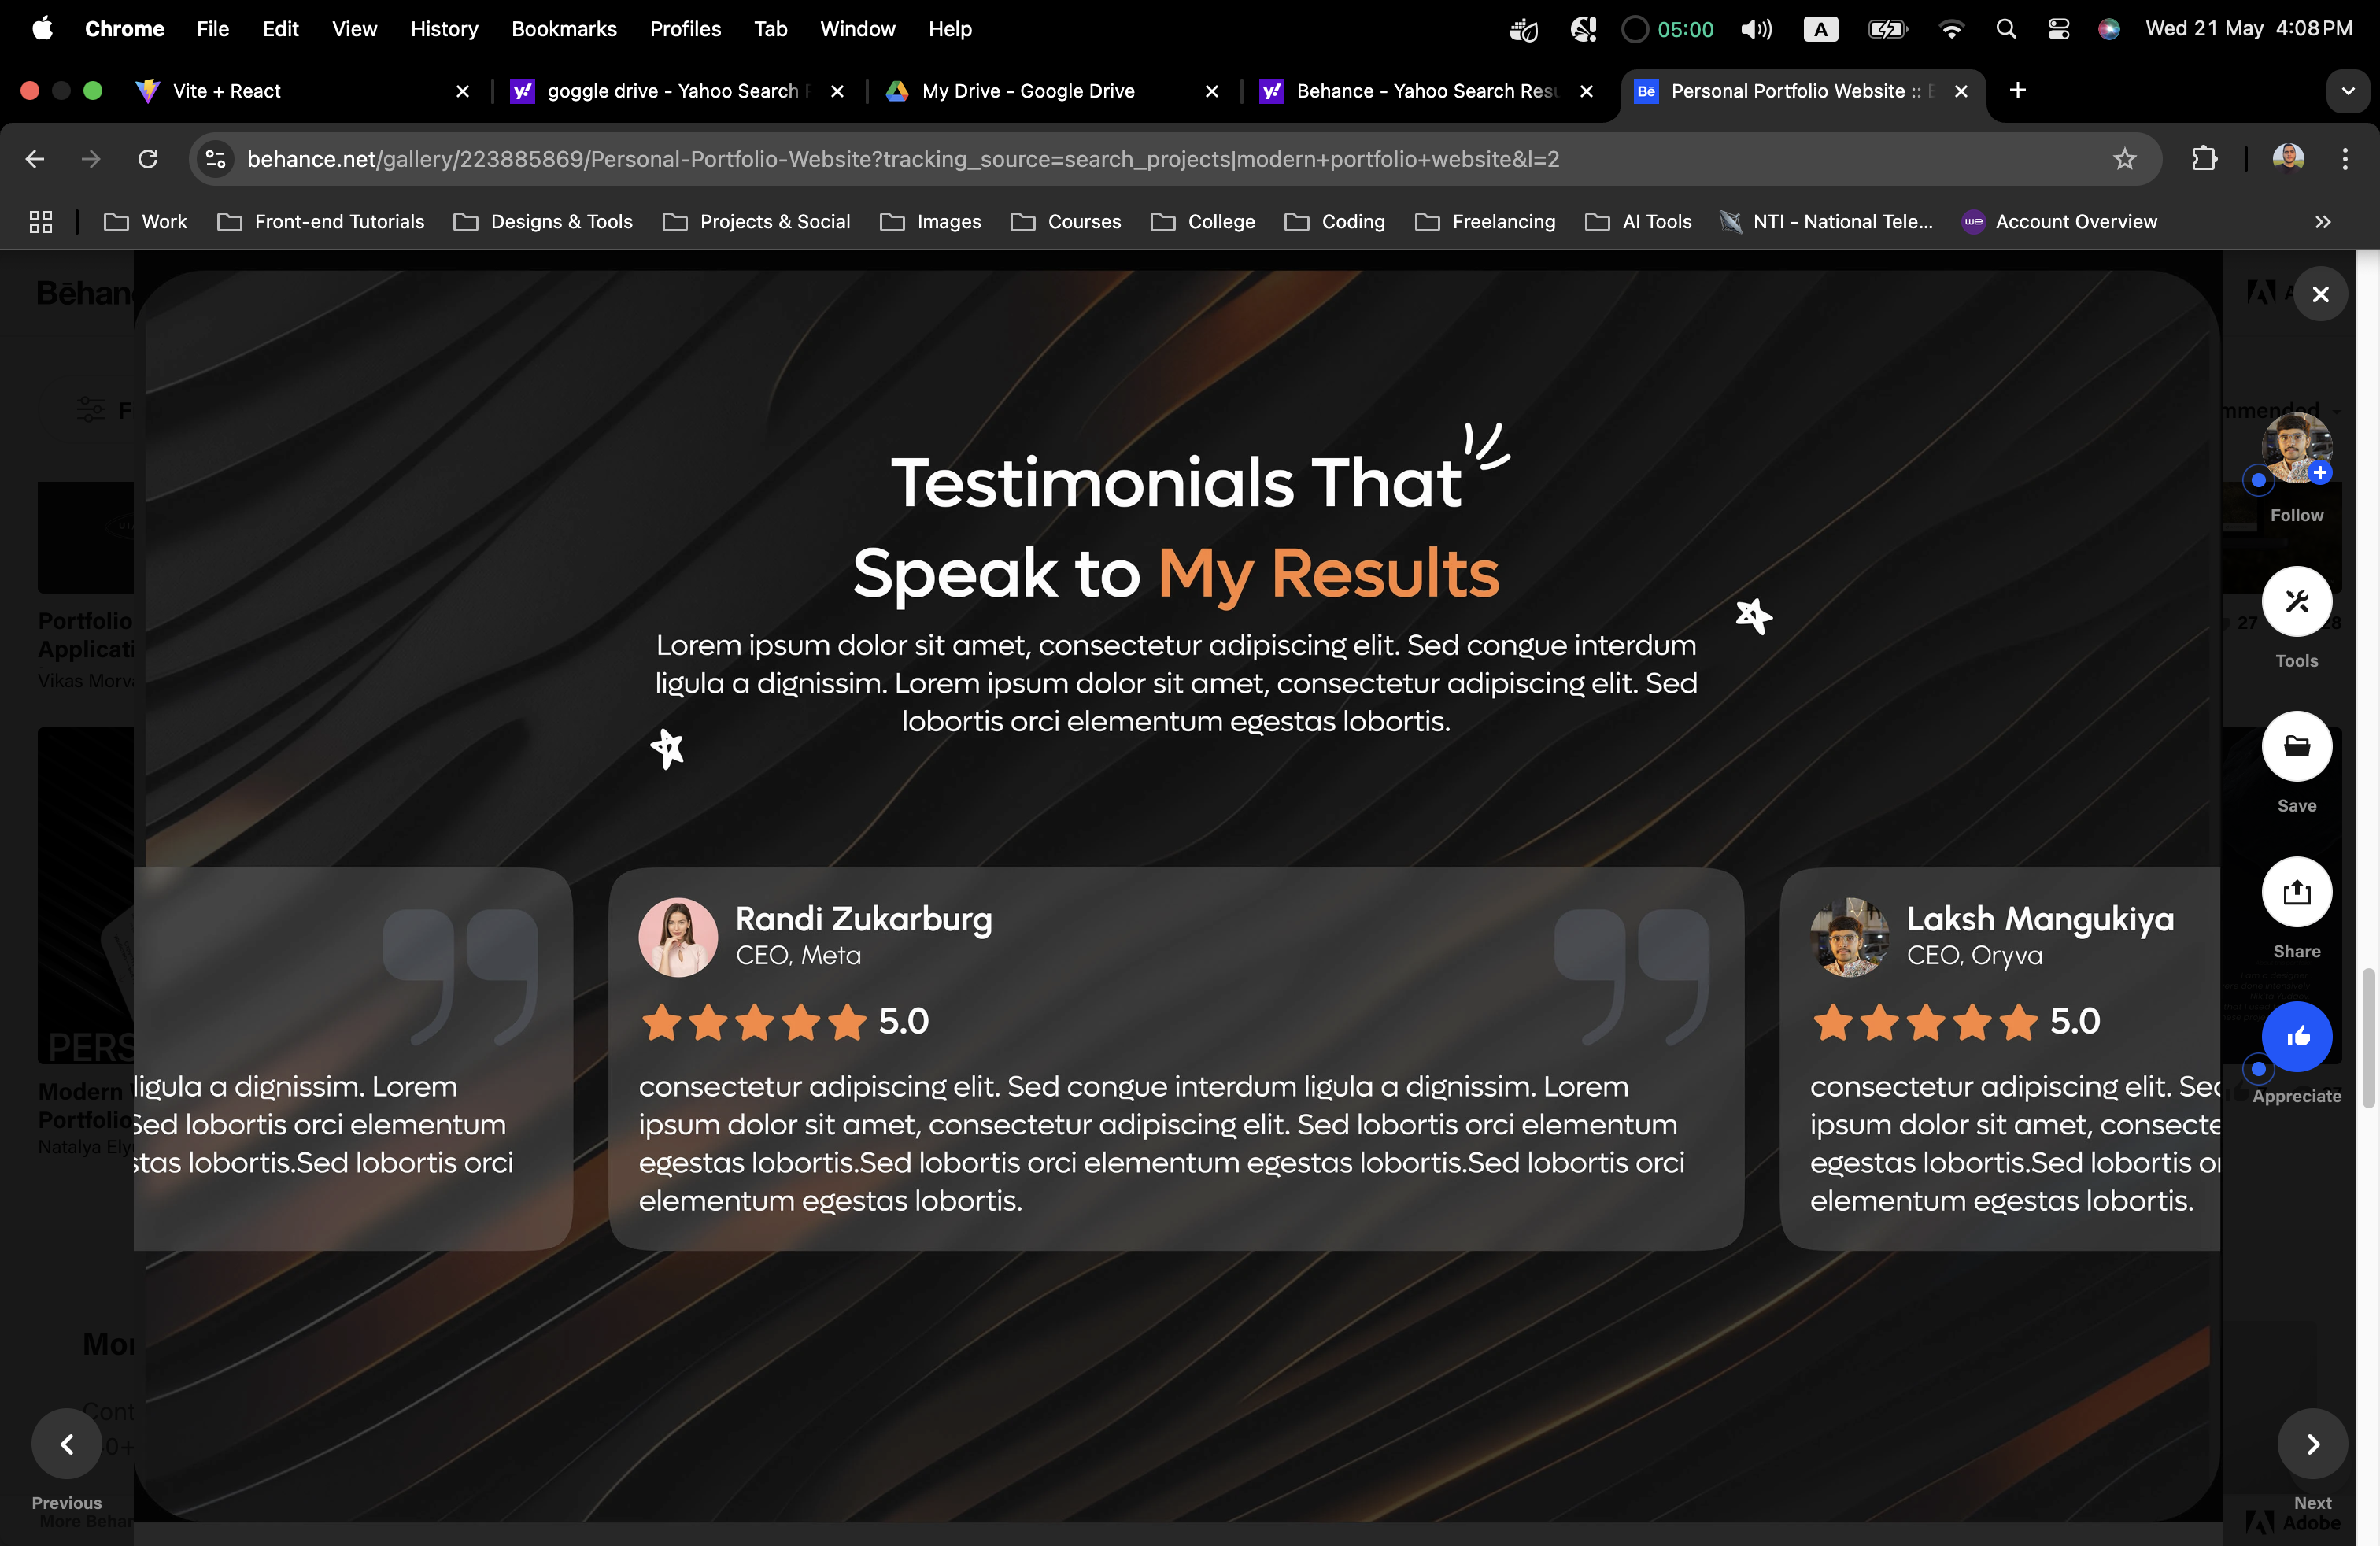 Chrome File Edit View History Bookmarks Profiles Tab Window Help 05:00 A Wed 21 May 4:08 PM
Vite + React
goggle drive - Yahoo Search
My Drive - Google Drive
Behance - Yahoo Search
Personal Portfolio Website ::
behance.net/gallery/223885869/Personal-Portfolio-Website?tracking_source=search_projects|modern+portfolio+website&l=2
Work Front-end Tutorials Designs & Tools Projects & Social Images Courses College Coding Freelancing AI Tools NTI - National Tele... Account Overview
Bēhan
Testimonials That
Speak to My Results
Lorem ipsum dolor sit amet, consectetur adipiscing elit. Sed congue interdum
ligula a dignissim. Lorem ipsum dolor sit amet, consectetur adipiscing elit. Sed
lobortis orci elementum egestas lobortis.
ligula a dignissim. Lorem
Sed lobortis orci elementum
stas lobortis.Sed lobortis orci
Randi Zukarburg
CEO, Meta
5.0
consectetur adipiscing elit. Sed congue interdum ligula a dignissim. Lorem
ipsum dolor sit amet, consectetur adipiscing elit. Sed lobortis orci elementum
egestas lobortis.Sed lobortis orci elementum egestas lobortis.Sed lobortis orci
elementum egestas lobortis.
Laksh Mangukiya
CEO, Oryva
5.0
consectetur adipiscing elit. Sed
ipsum dolor sit amet, consecte
egestas lobortis.Sed lobortis or
elementum egestas lobortis.
Follow
Tools
Save
Share
Appreciate
Portfolio
Applicati
Vikas Morv
PERS
Modern
Portfolio
Natalya Ely
Mor
Cont
Previous
More Behan
Next
Adobe